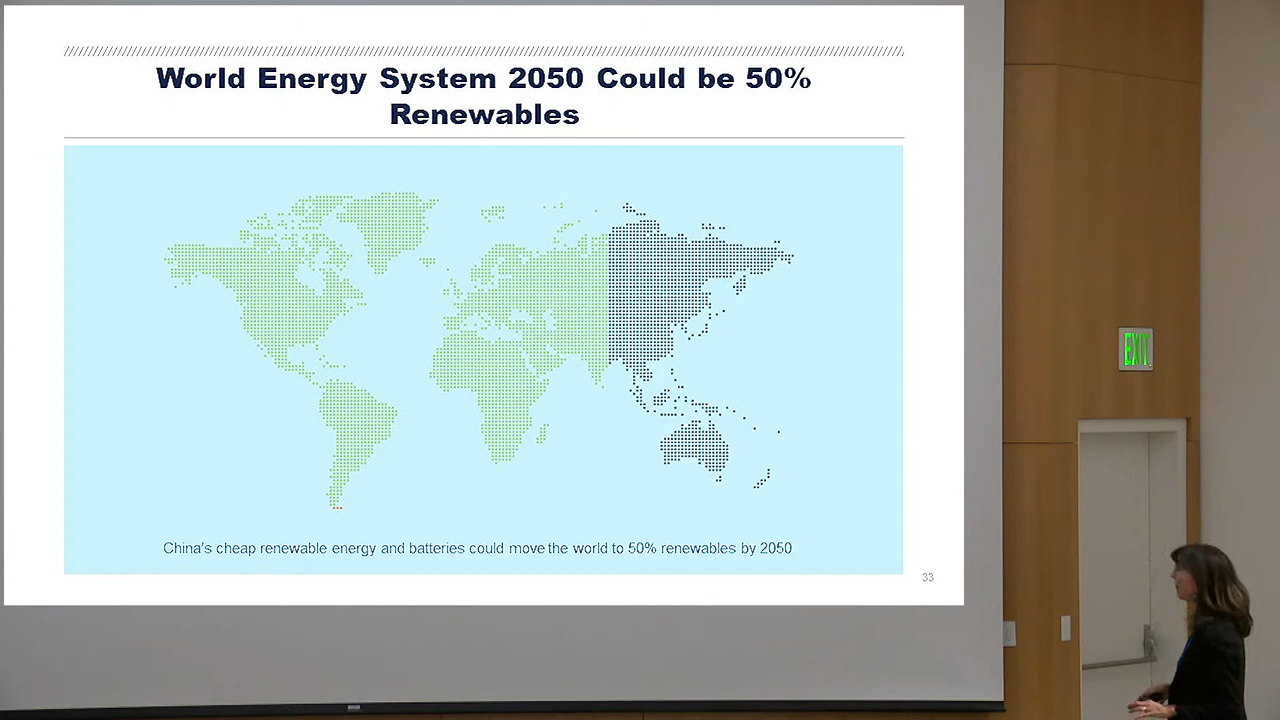 World Energy System 2050 Could be 50%
Renewables
China's cheap renewable energy and batteries could move the world to 50% renewables by 2050
33
EXIT